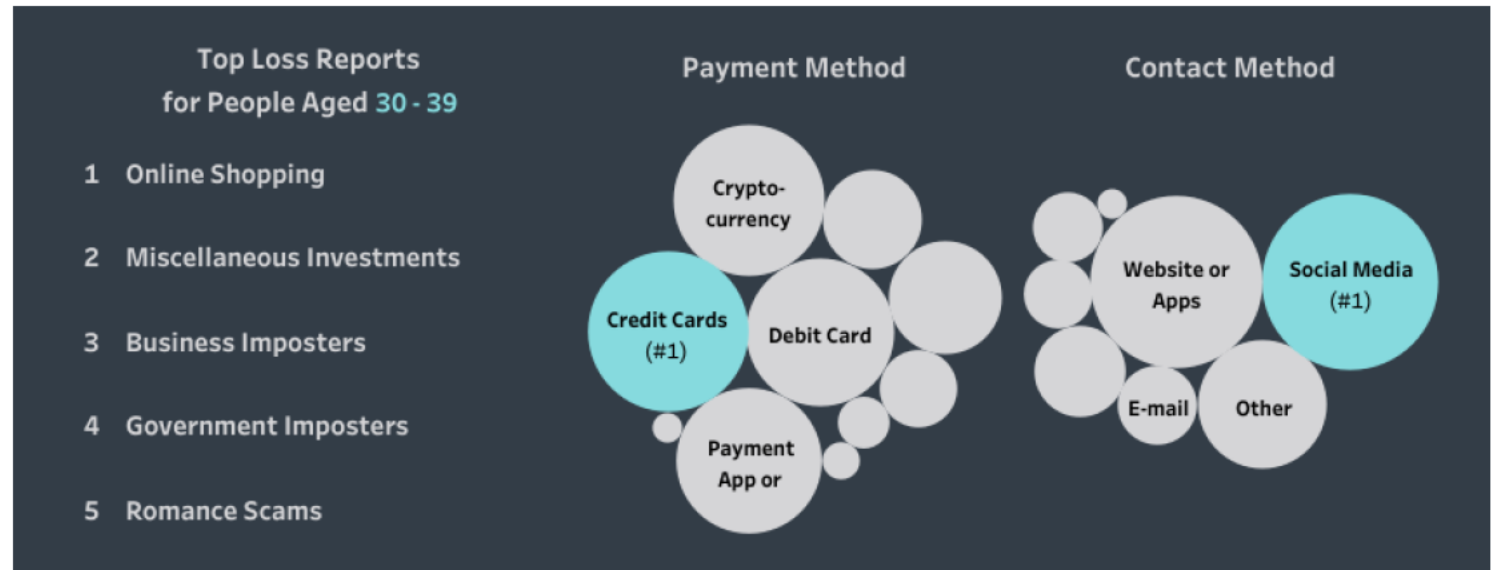 Top Loss Reports
for People Aged 30 - 39
1 Online Shopping
2 Miscellaneous Investments
3 Business Imposters
4 Government Imposters
5 Romance Scams
Payment Method
Crypto-
currency
Credit Cards
(#1)
Debit Card
Payment
App or
Contact Method
Website or
Apps
Social Media
(#1)
E-mail
Other